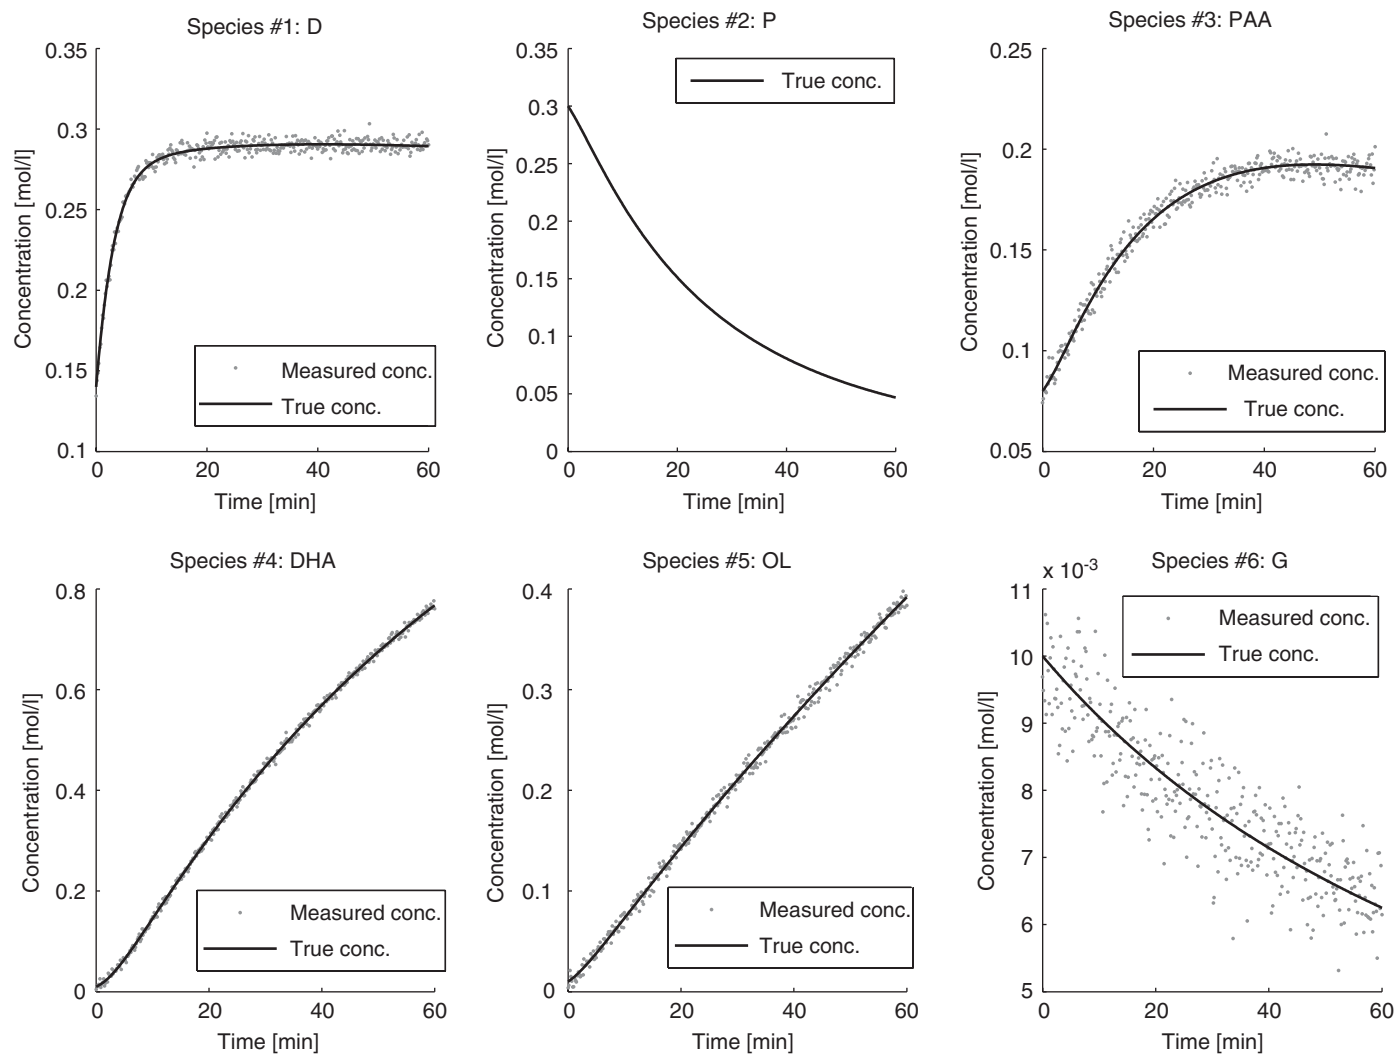 Species #1: D
0.35
0.3
0.25
0.2
0.15
0.1
Concentration [mol/l]
Measured conc.
True conc.
0 20 40 60
Time [min]
Species #2: P
0.35
0.3
0.25
0.2
0.15
0.1
0.05
0
Concentration [mol/l]
True conc.
0 20 40 60
Time [min]
Species #3: PAA
0.25
0.2
0.15
0.1
0.05
Concentration [mol/l]
Measured conc.
True conc.
0 20 40 60
Time [min]
Species #4: DHA
0.8
0.6
0.4
0.2
0
Concentration [mol/l]
Measured conc.
True conc.
0 20 40 60
Time [min]
Species #5: OL
0.4
0.3
0.2
0.1
0
Concentration [mol/l]
Measured conc.
True conc.
0 20 40 60
Time [min]
Species #6: G
x 10-3
11
10
9
8
7
6
5
Concentration [mol/l]
Measured conc.
True conc.
0 20 40 60
Time [min]